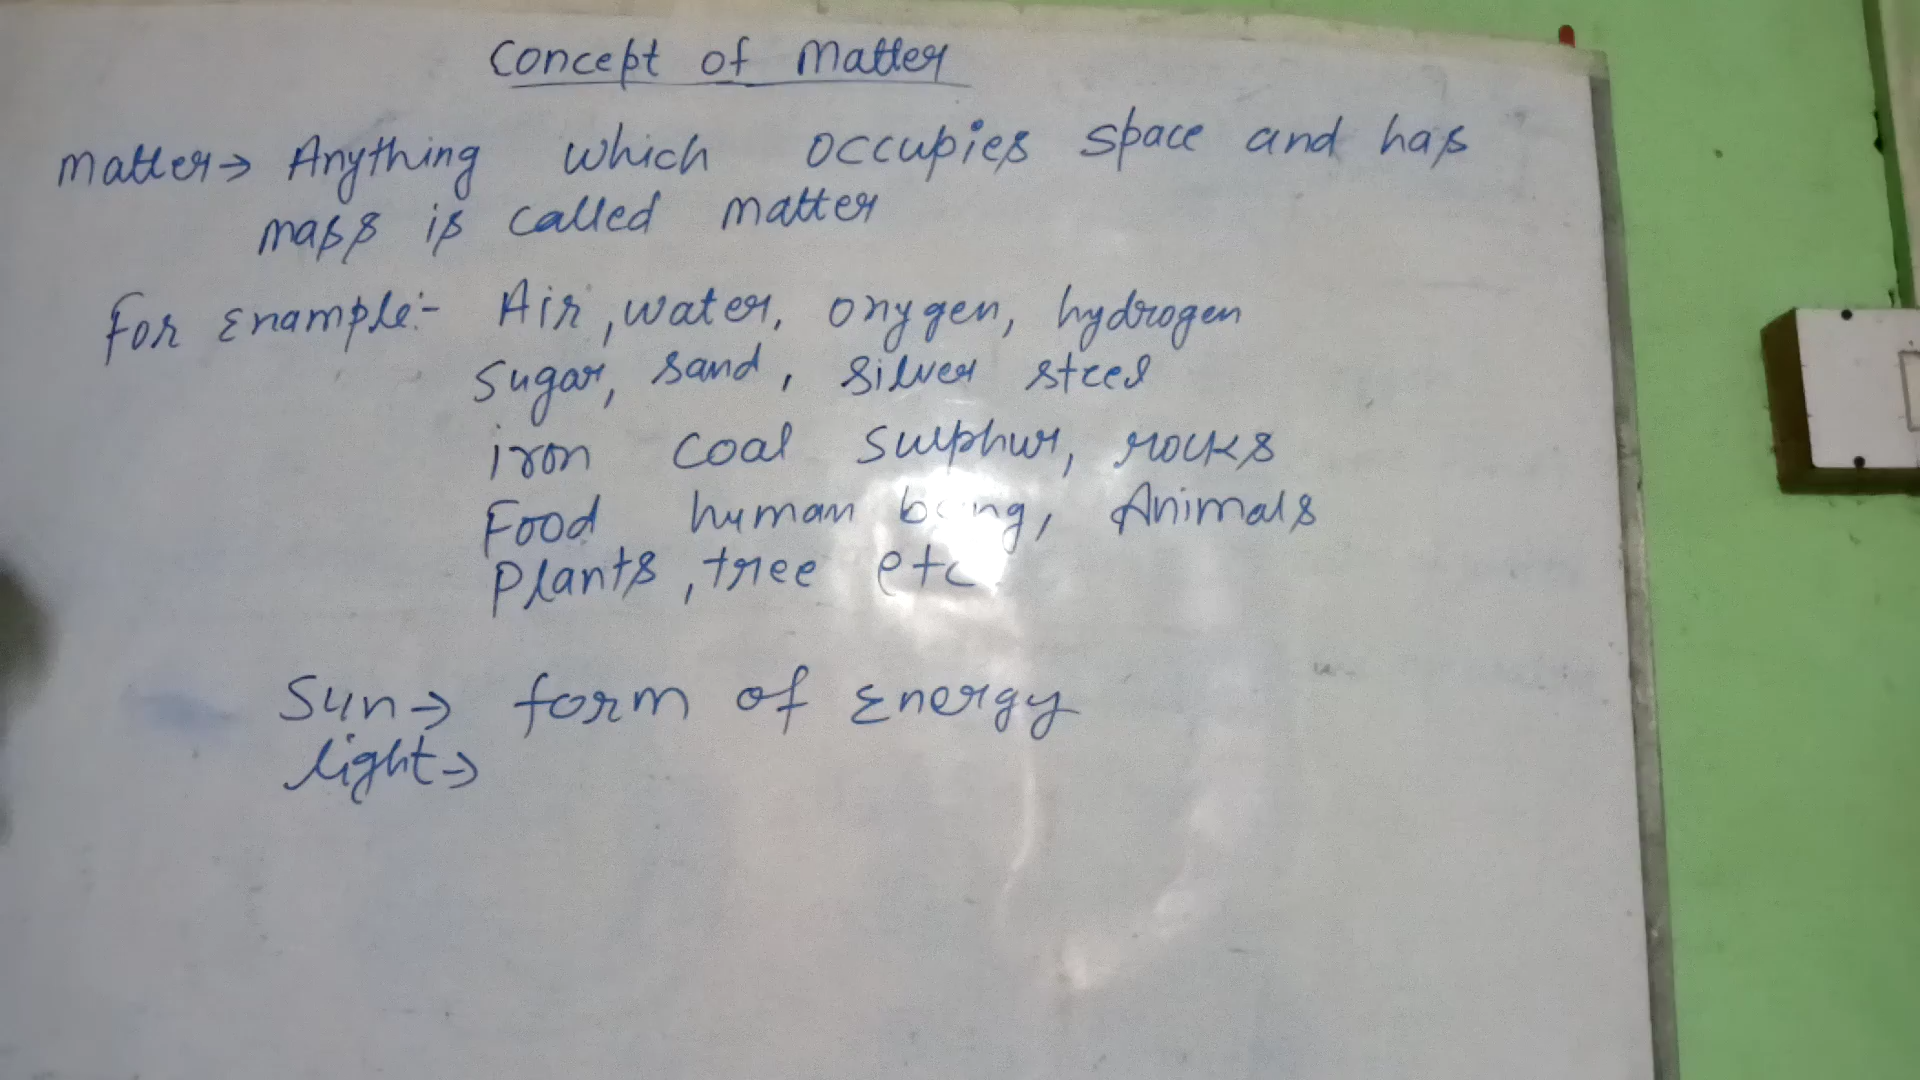 Concept of Matter
Matter→ Anything which occupies space and has
mass is called matter
For Example:- Air, water, oxygen, hydrogen
Sugar, sand, silver steel
iron coal sulphur, rocks
Food human being, Animals
Plants, tree etc.
Sun→ form of Energy
light→